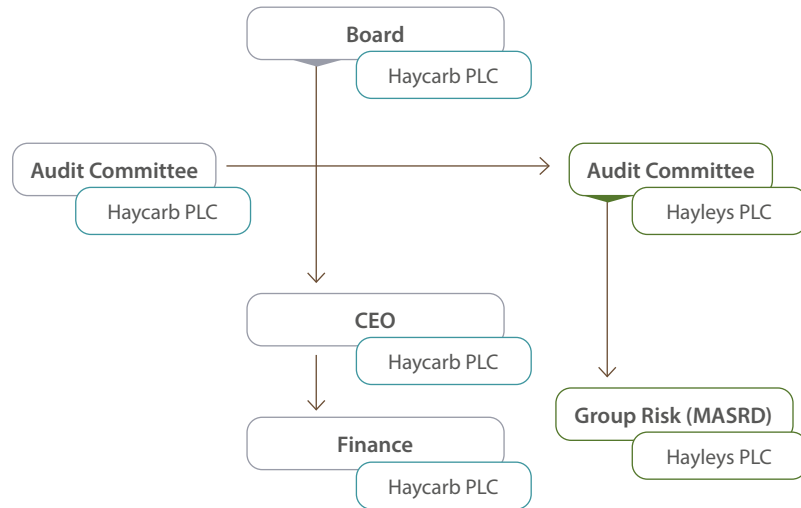 Board
Haycarb PLC
Audit Committee
Haycarb PLC
Audit Committee
Hayleys PLC
CEO
Haycarb PLC
Group Risk (MASRD)
Hayleys PLC
Finance
Haycarb PLC